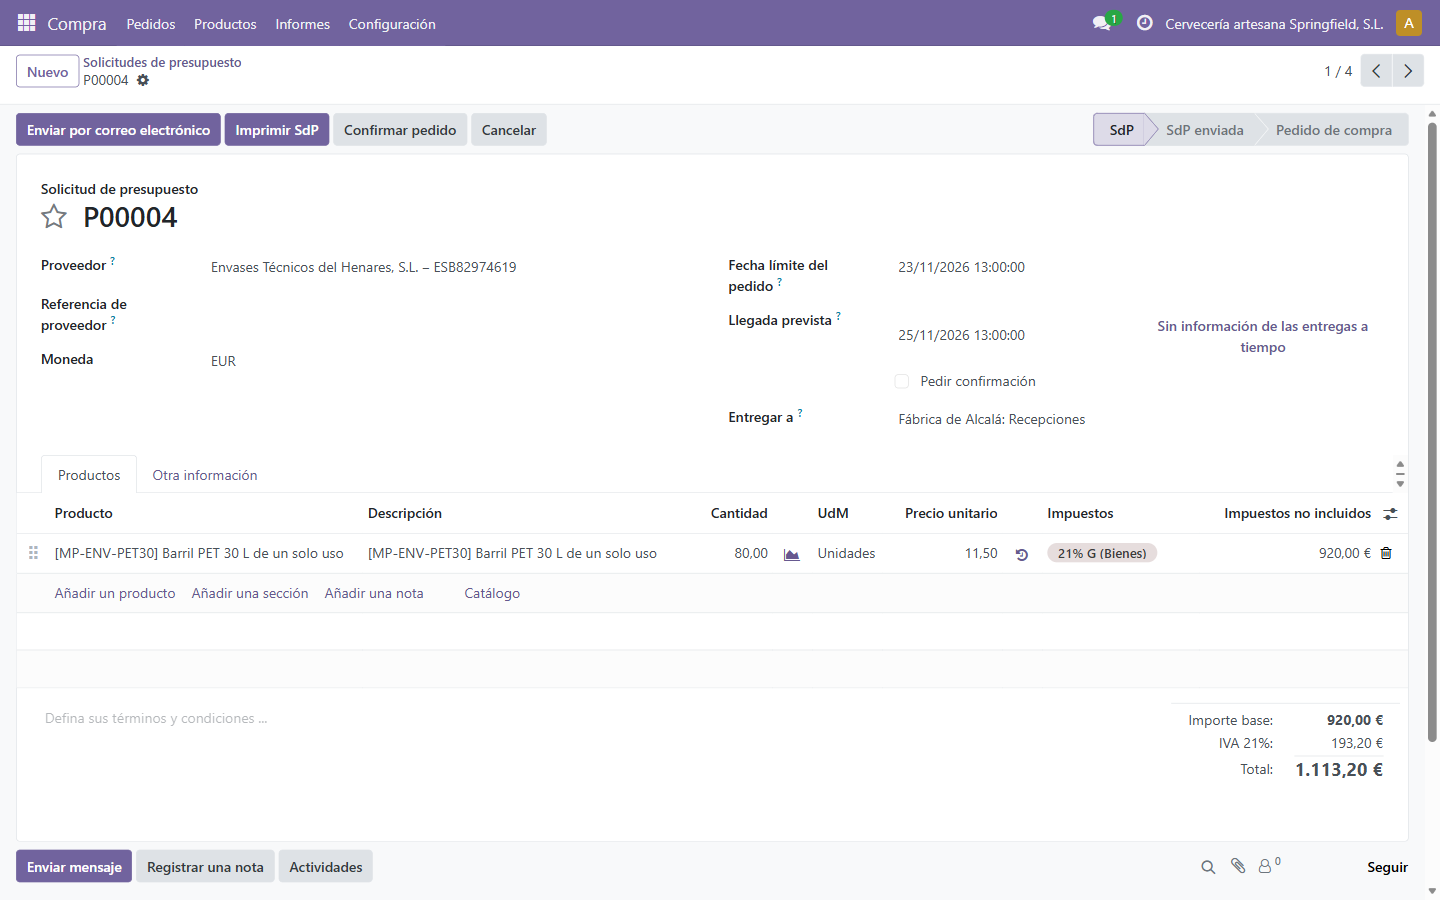 Compra Pedidos Productos Informes Configuración 1 Cervecería artesana Springfield, S.L. A
Nuevo Solicitudes de presupuesto
P00004
1 / 4
Enviar por correo electrónico Imprimir SdP Confirmar pedido Cancelar SdP SdP enviada Pedido de compra
Solicitud de presupuesto
P00004
Proveedor ? Envases Técnicos del Henares, S.L. – ESB82974619
Referencia de proveedor ?
Moneda EUR
Fecha límite del pedido ? 23/11/2026 13:00:00
Llegada prevista ? 25/11/2026 13:00:00
Sin información de las entregas a tiempo
Pedir confirmación
Entregar a ? Fábrica de Alcalá: Recepciones
Productos Otra información
Producto Descripción Cantidad UdM Precio unitario Impuestos Impuestos no incluidos
[MP-ENV-PET30] Barril PET 30 L de un solo uso [MP-ENV-PET30] Barril PET 30 L de un solo uso 80,00 Unidades 11,50 21% G (Bienes) 920,00 €
Añadir un producto Añadir una sección Añadir una nota Catálogo
Defina sus términos y condiciones ...
Importe base: 920,00 €
IVA 21%: 193,20 €
Total: 1.113,20 €
Enviar mensaje Registrar una nota Actividades 0 Seguir